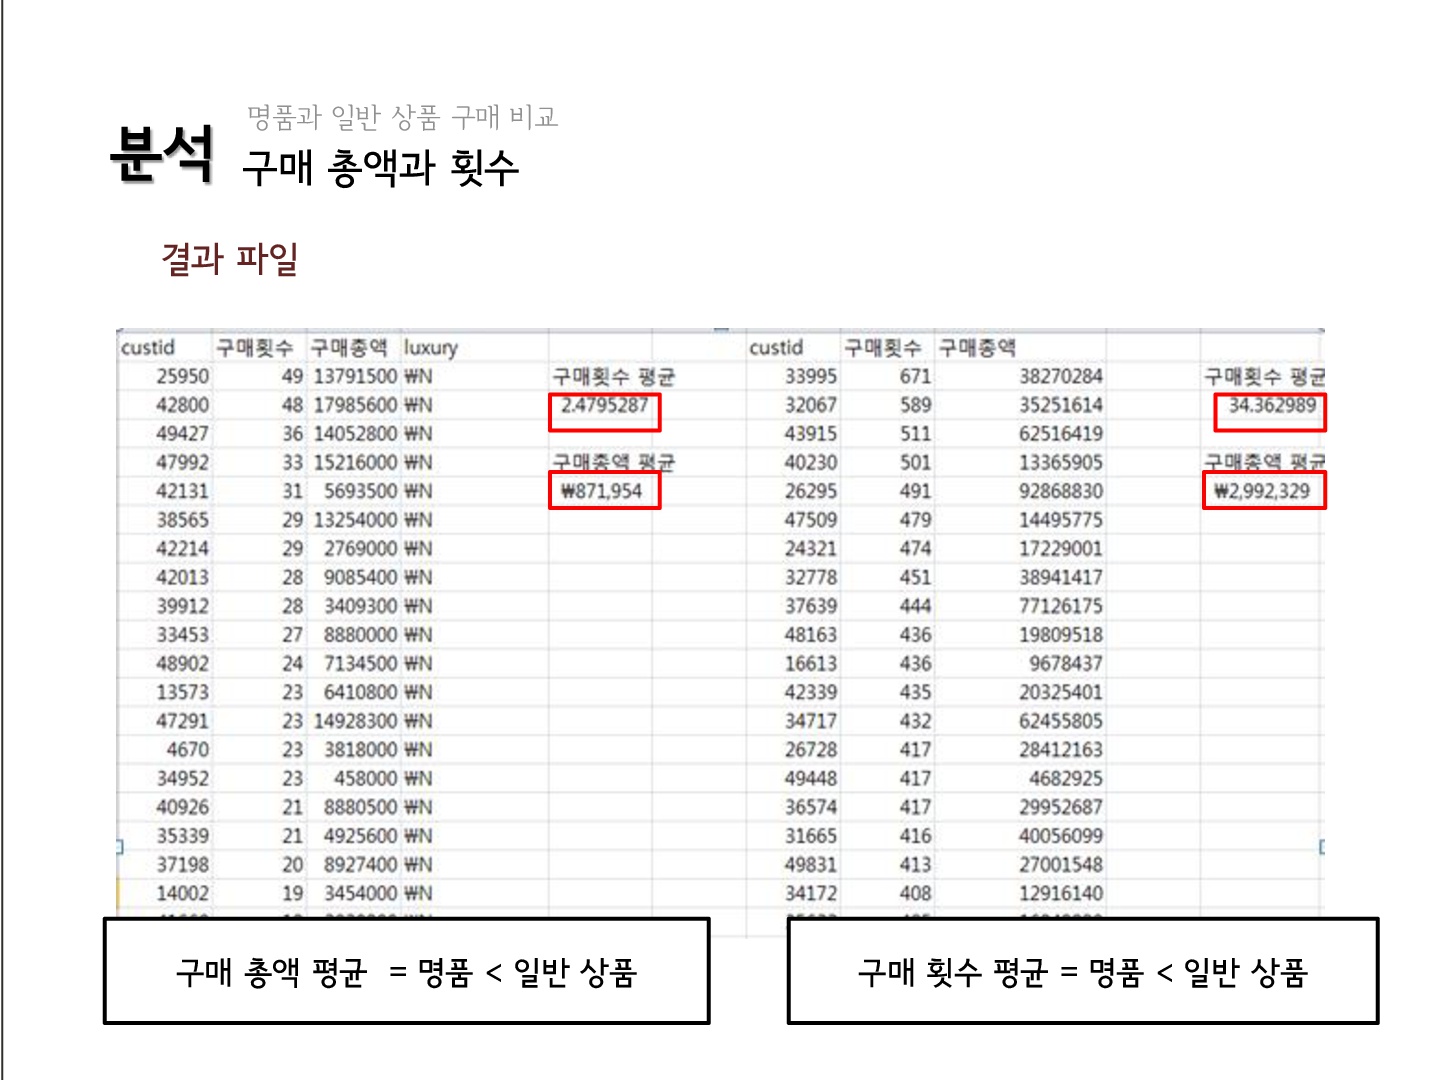 명품과 일반 상품 구매 비교
분석 구매 총액과 횟수
결과 파일
custid 구매횟수 구매총액 luxury custid 구매횟수 구매총액
25950 49 13791500 ₩N 구매횟수 평균 33995 671 38270284 구매횟수 평균
42800 48 17985600 ₩N 2.4795287 32067 589 35251614 34.362989
49427 36 14052800 ₩N 43915 511 62516419
47992 33 15216000 ₩N 구매총액 평균 40230 501 13365905 구매총액 평균
42131 31 5693500 ₩N ₩871,954 26295 491 92868830 ₩2,992,329
38565 29 13254000 ₩N 47509 479 14495775
42214 29 2769000 ₩N 24321 474 17229001
42013 28 9085400 ₩N 32778 451 38941417
39912 28 3409300 ₩N 37639 444 77126175
33453 27 8880000 ₩N 48163 436 19809518
48902 24 7134500 ₩N 16613 436 9678437
13573 23 6410800 ₩N 42339 435 20325401
47291 23 14928300 ₩N 34717 432 62455805
4670 23 3818000 ₩N 26728 417 28412163
34952 23 458000 ₩N 49448 417 4682925
40926 21 8880500 ₩N 36574 417 29952687
35339 21 4925600 ₩N 31665 416 40056099
37198 20 8927400 ₩N 49831 413 27001548
14002 19 3454000 ₩N 34172 408 12916140
구매 총액 평균 = 명품 < 일반 상품
구매 횟수 평균 = 명품 < 일반 상품